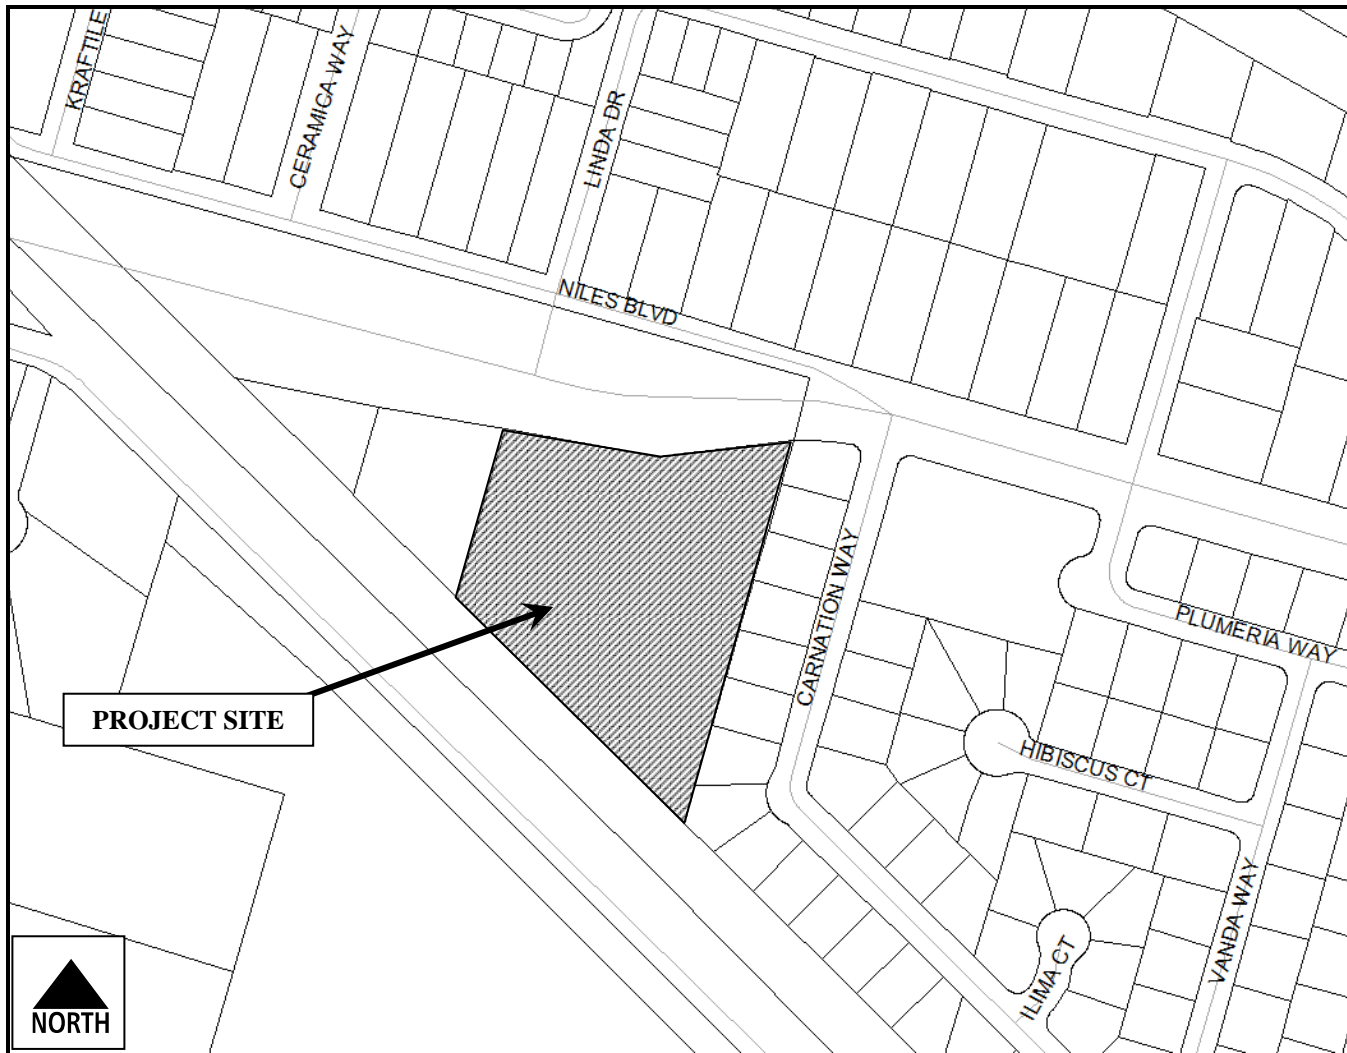 KRAFTILE
CERAMICA WAY
LINDA DR
NILES BLVD
CARNATION WAY
PLUMERIA WAY
PROJECT SITE
HIBISCUS CT
VANDA WAY
ILIMA CT
NORTH